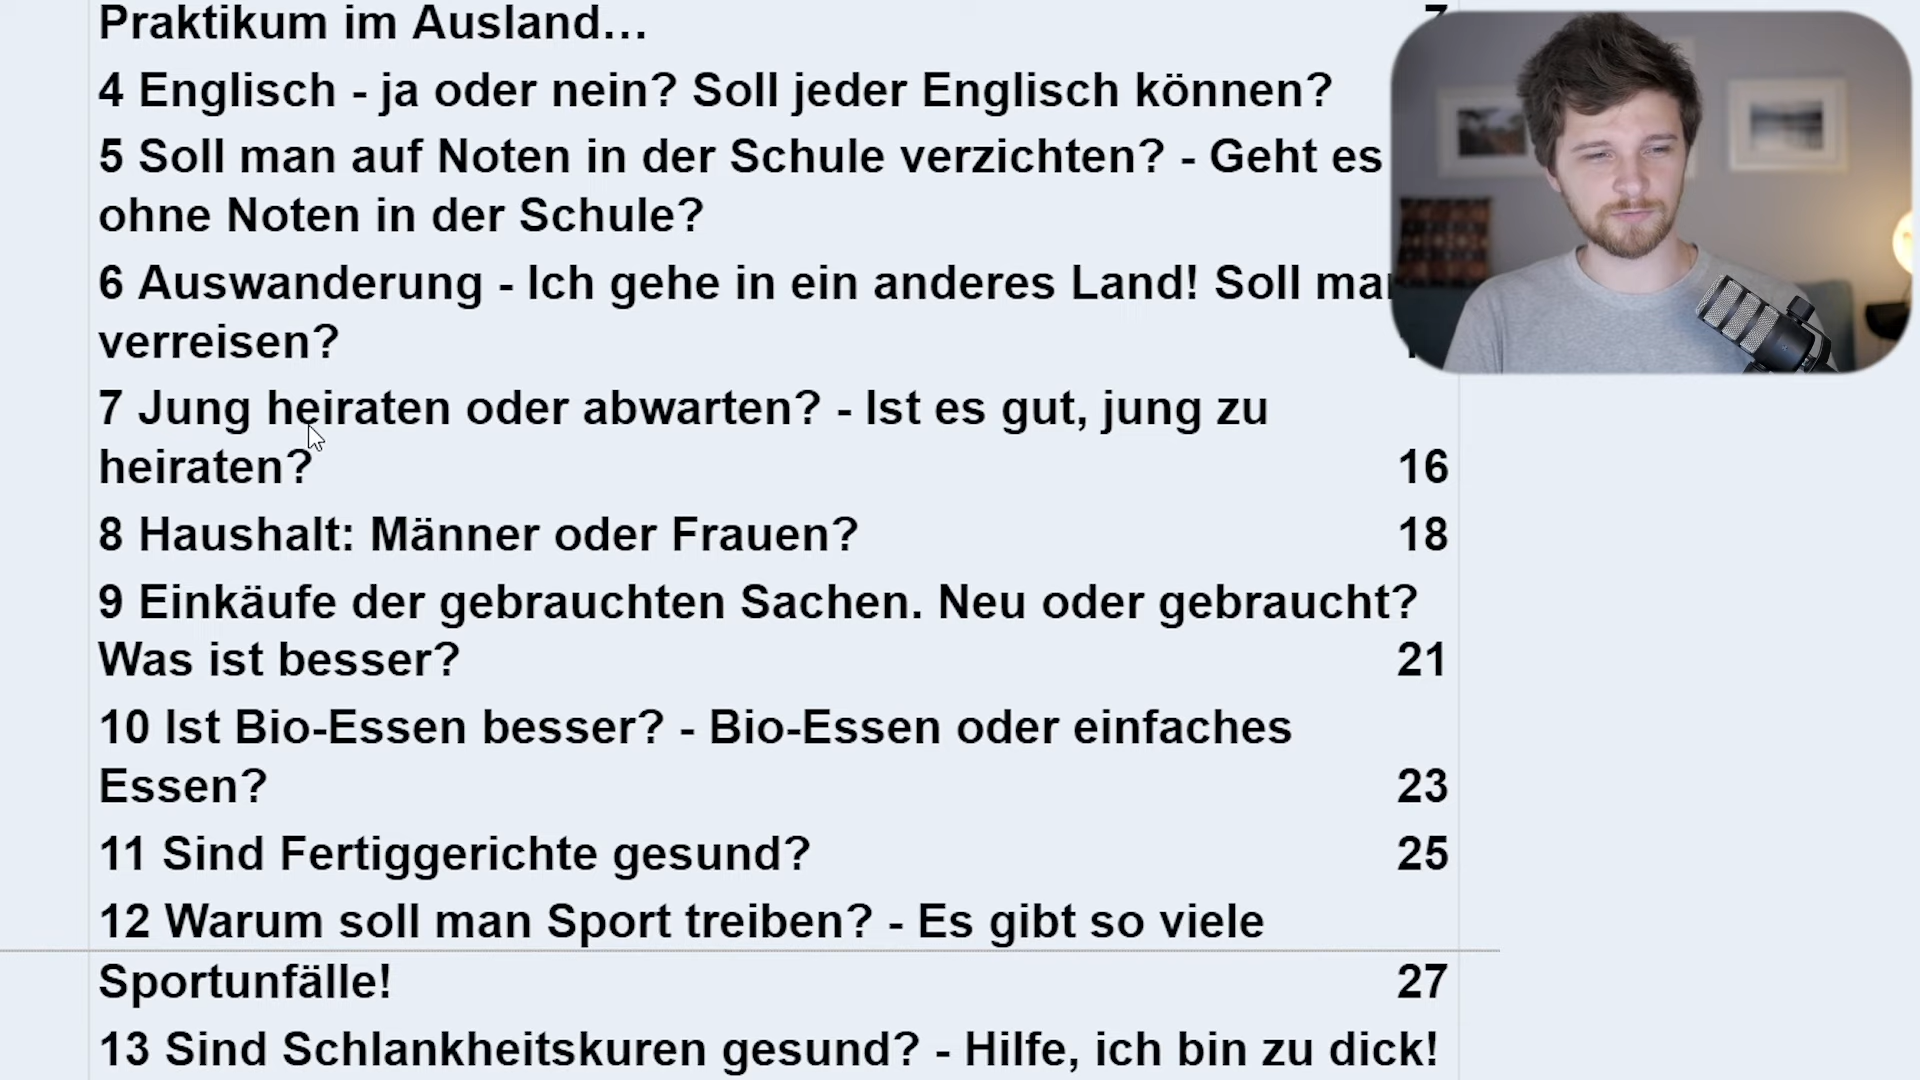 Praktikum im Ausland...
4 Englisch - ja oder nein? Soll jeder Englisch können?
5 Soll man auf Noten in der Schule verzichten? - Geht es
ohne Noten in der Schule?
6 Auswanderung - Ich gehe in ein anderes Land! Soll man
verreisen?
7 Jung heiraten oder abwarten? - Ist es gut, jung zu
heiraten? 16
8 Haushalt: Männer oder Frauen? 18
9 Einkäufe der gebrauchten Sachen. Neu oder gebraucht?
Was ist besser? 21
10 Ist Bio-Essen besser? - Bio-Essen oder einfaches
Essen? 23
11 Sind Fertiggerichte gesund? 25
12 Warum soll man Sport treiben? - Es gibt so viele
Sportunfälle! 27
13 Sind Schlankheitskuren gesund? - Hilfe, ich bin zu dick!